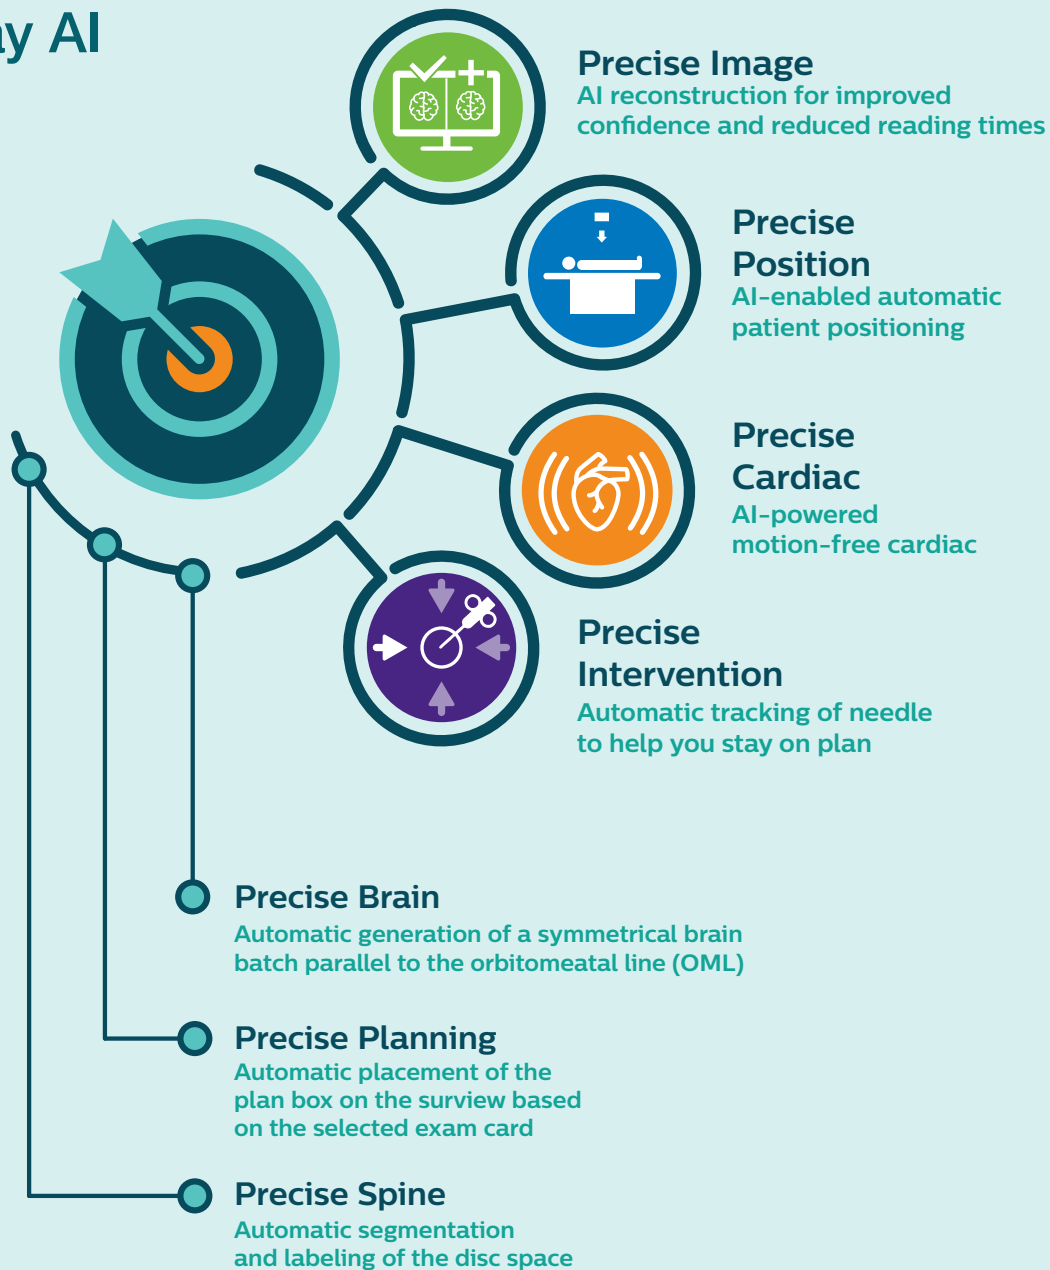 AI
Precise Image
AI reconstruction for improved
confidence and reduced reading times
Precise
Position
AI-enabled automatic
patient positioning
Precise
Cardiac
AI-powered
motion-free cardiac
Precise
Intervention
Automatic tracking of needle
to help you stay on plan
Precise Brain
Automatic generation of a symmetrical brain
batch parallel to the orbitomeatal line (OML)
Precise Planning
Automatic placement of the
plan box on the surview based
on the selected exam card
Precise Spine
Automatic segmentation
and labeling of the disc space